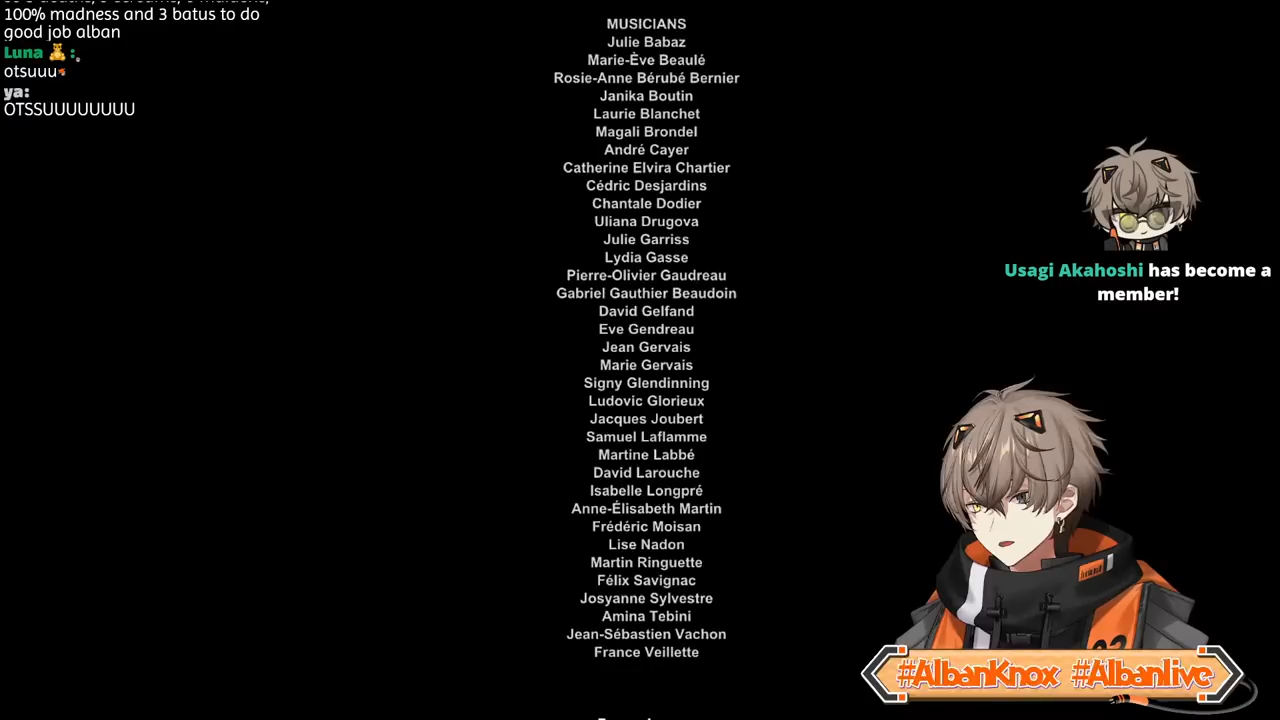 100% madness and 3 batus to do
good job alban
Luna 🧸 :
otsuuu
ya:
OTSSUUUUUUUU
MUSICIANS
Julie Babaz
Marie-Ève Beaulé
Rosie-Anne Bérubé Bernier
Janika Boutin
Laurie Blanchet
Magali Brondel
André Cayer
Catherine Elvira Chartier
Cédric Desjardins
Chantale Dodier
Uliana Drugova
Julie Garriss
Lydia Gasse
Pierre-Olivier Gaudreau
Gabriel Gauthier Beaudoin
David Gelfand
Eve Gendreau
Jean Gervais
Marie Gervais
Signy Glendinning
Ludovic Glorieux
Jacques Joubert
Samuel Laflamme
Martine Labbé
David Larouche
Isabelle Longpré
Anne-Élisabeth Martin
Frédéric Moisan
Lise Nadon
Martin Ringuette
Félix Savignac
Josyanne Sylvestre
Amina Tebini
Jean-Sébastien Vachon
France Veillette
Usagi Akahoshi has become a
member!
#AlbanKnox #Albanlive